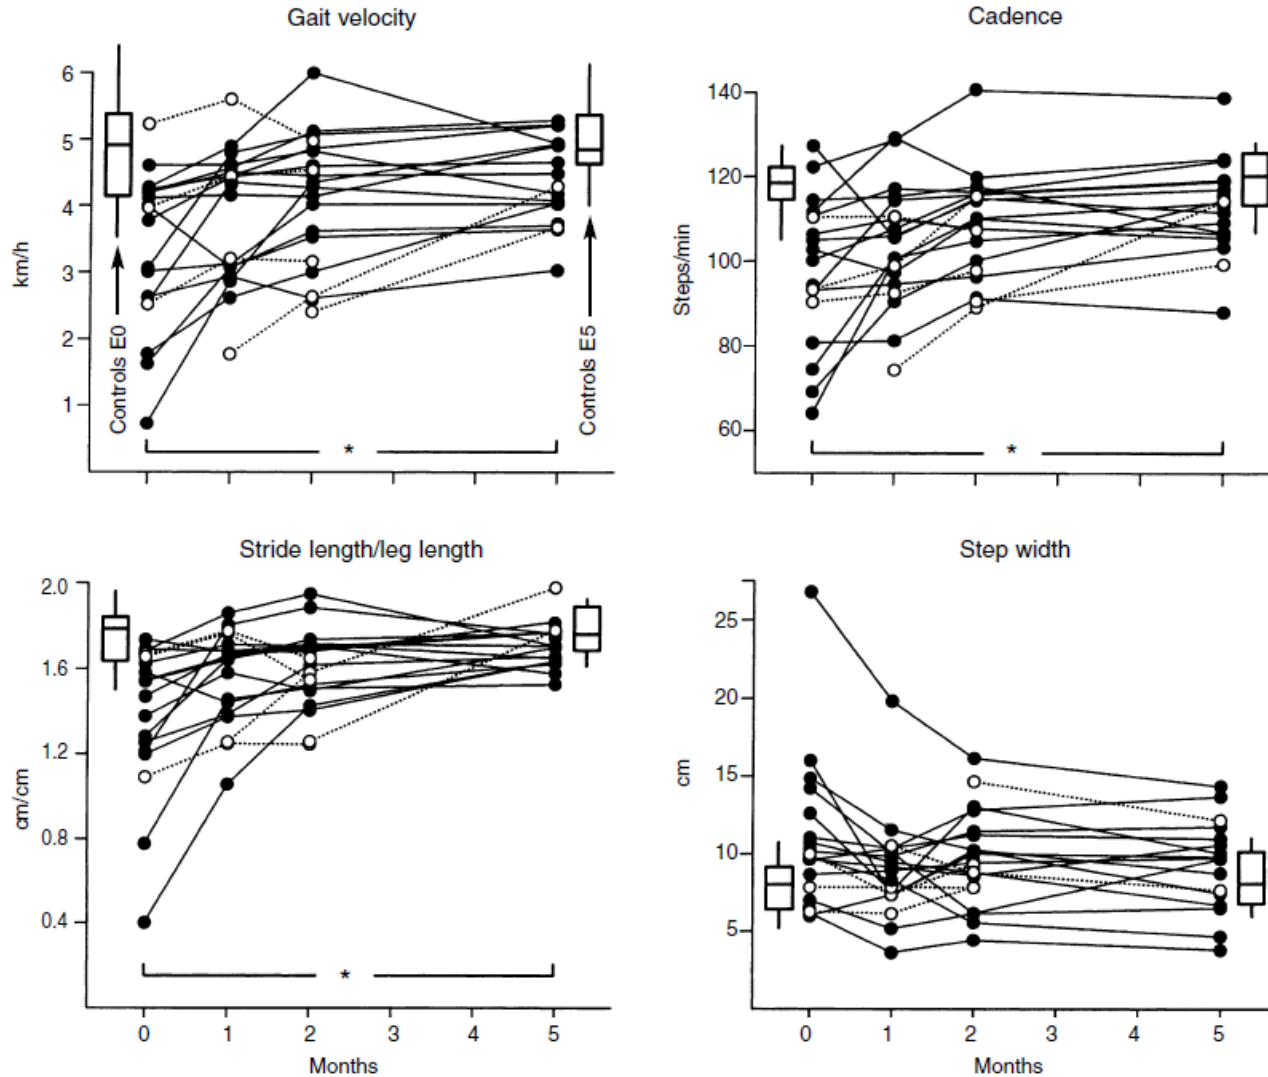 Gait velocity
6
5
4
3
2
1
km/h
Controls E0
Controls E5
*
Cadence
140
120
100
80
60
Steps/min
*
Stride length/leg length
2.0
1.6
1.2
0.8
0.4
cm/cm
*
0 1 2 3 4 5
Months
Step width
25
20
15
10
5
cm
0 1 2 3 4 5
Months